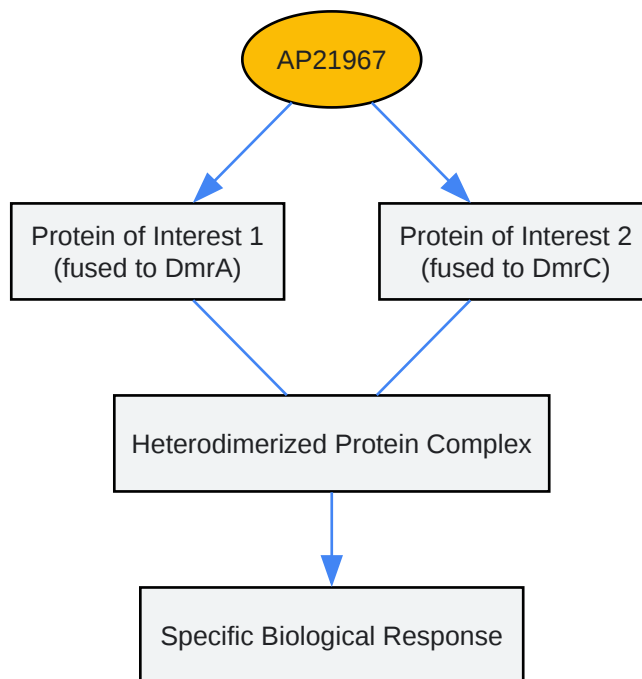 AP21967
Protein of Interest 1
(fused to DmrA)
Protein of Interest 2
(fused to DmrC)
Heterodimerized Protein Complex
Specific Biological Response